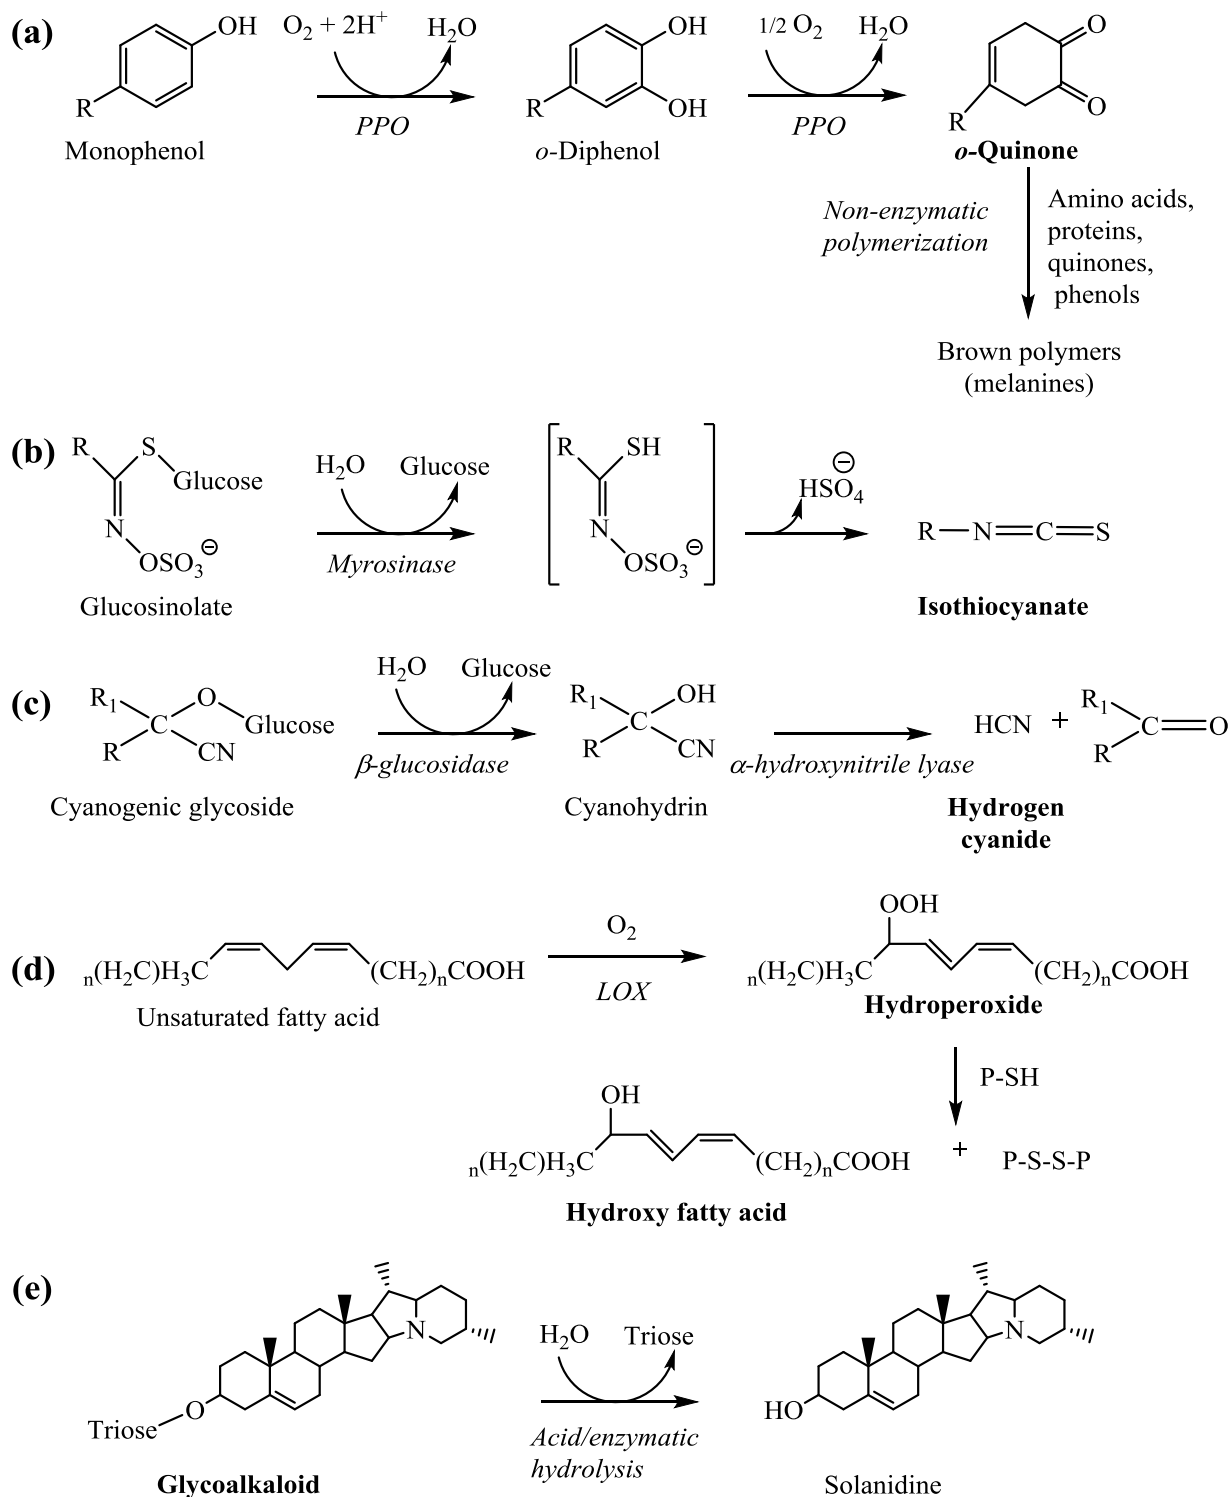 (a)
OH
R
Monophenol
O₂ + 2H⁺
H₂O
PPO
OH
OH
R
o-Diphenol
1/2 O₂
H₂O
PPO
O
O
R
o-Quinone
Non-enzymatic
polymerization
Amino acids,
proteins,
quinones,
phenols
Brown polymers
(melanines)
(b)
R
S
Glucose
N
OSO₃⊖
Glucosinolate
H₂O
Glucose
Myrosinase
R
SH
N
OSO₃⊖
HSO₄⊖
R N C S
Isothiocyanate
(c)
R₁
O
C
Glucose
R
CN
Cyanogenic glycoside
H₂O
Glucose
β-glucosidase
R₁
OH
C
R
CN
Cyanohydrin
α-hydroxynitrile lyase
HCN +
R₁
C
O
R
Hydrogen
cyanide
(d)
n(H₂C)H₃C
(CH₂)nCOOH
Unsaturated fatty acid
O₂
LOX
OOH
n(H₂C)H₃C
(CH₂)nCOOH
Hydroperoxide
P-SH
OH
n(H₂C)H₃C
(CH₂)nCOOH
+ P-S-S-P
Hydroxy fatty acid
(e)
N
O
Triose
Glycoalkaloid
H₂O
Triose
Acid/enzymatic
hydrolysis
N
HO
Solanidine